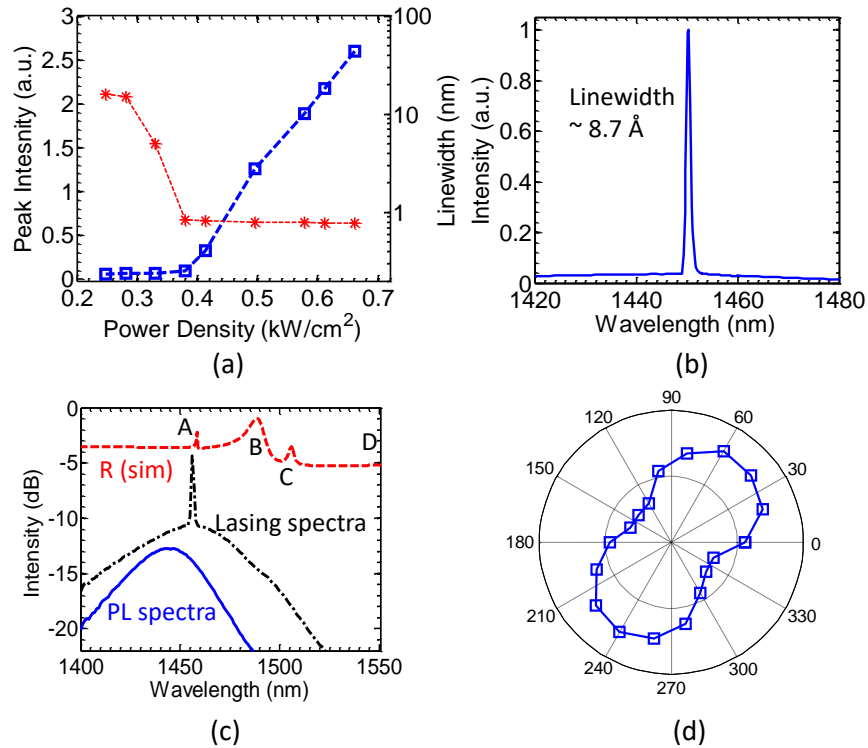 3
2.5
2
1.5
1
0.5
0
Peak Intesnity (a.u.)
100
10
1
Linewidth (nm)
0.2 0.3 0.4 0.5 0.6 0.7
Power Density (kW/cm²)
(a)
1
0.8
0.6
0.4
0.2
0
Intensity (a.u.)
Linewidth
~ 8.7 Å
1420 1440 1460 1480
Wavelength (nm)
(b)
0
-5
-10
-15
-20
Intensity (dB)
A
B
C
D
R (sim)
Lasing spectra
PL spectra
1400 1450 1500 1550
Wavelength (nm)
(c)
90
120 60
150 30
180 0
210 330
240 300
270
(d)